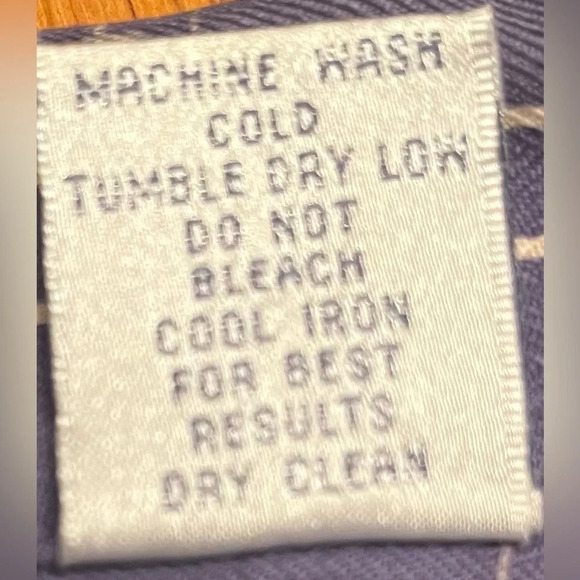 MACHINE WASH
COLD
TUMBLE DRY LOW
DO NOT
BLEACH
COOL IRON
FOR BEST
RESULTS
DRY CLEAN